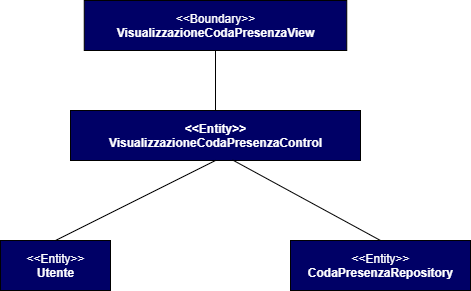 <<Boundary>>
VisualizzazioneCodaPresenzaView
<<Entity>>
VisualizzazioneCodaPresenzaControl
<<Entity>>
Utente
<<Entity>>
CodaPresenzaRepository